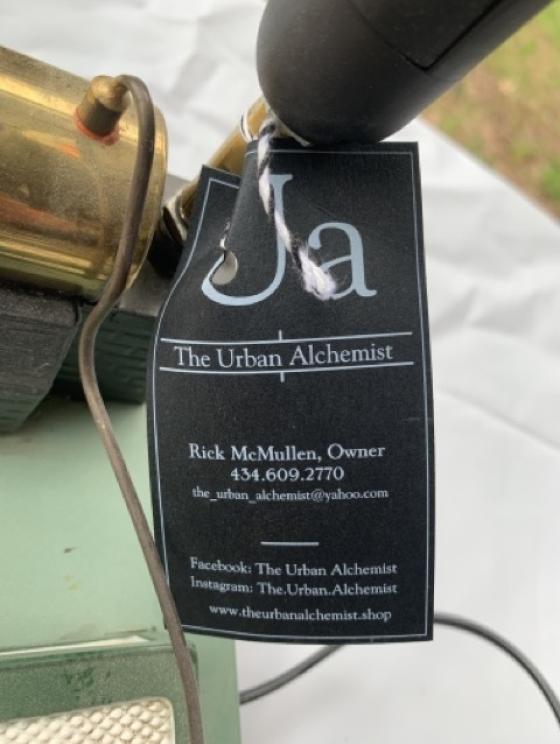 Ja
The Urban Alchemist
Rick McMullen, Owner
434.609.2770
the_urban_alchemist@yahoo.com
Facebook: The Urban Alchemist
Instagram: The.Urban.Alchemist
www.theurbanalchemist.shop